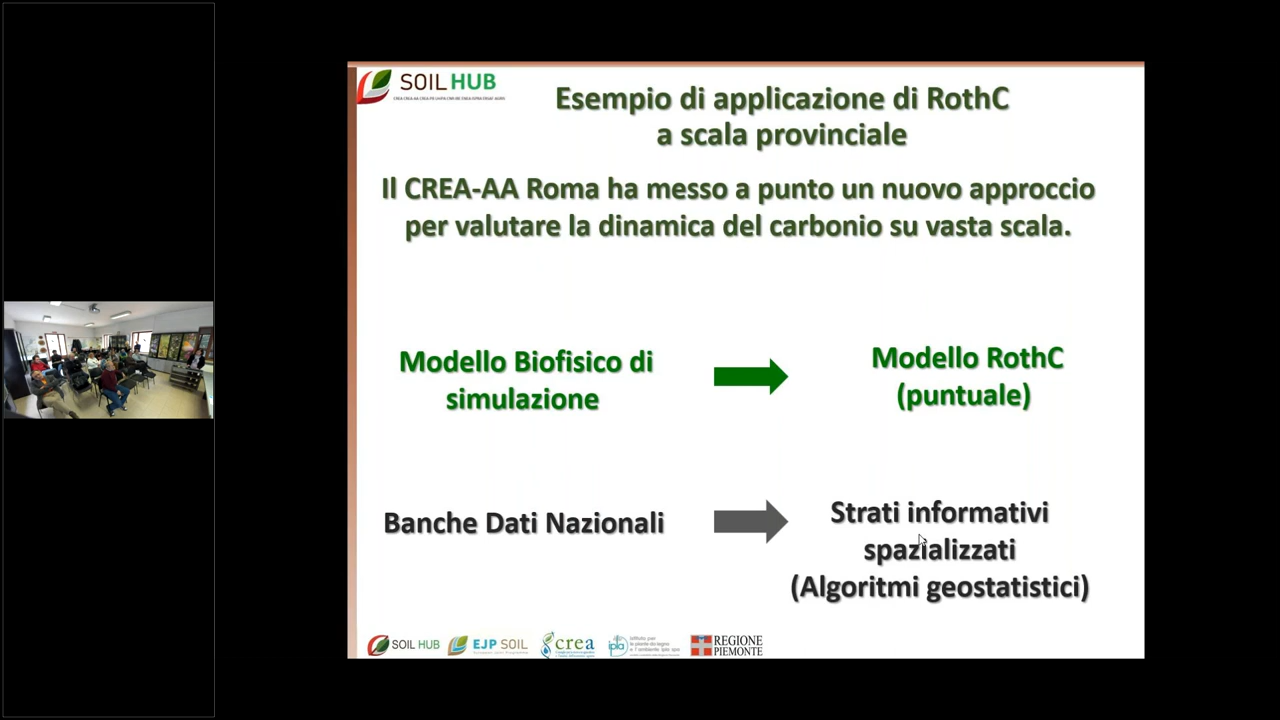 SOIL HUB
Esempio di applicazione di RothC
a scala provinciale
Il CREA-AA Roma ha messo a punto un nuovo approccio
per valutare la dinamica del carbonio su vasta scala.
Modello Biofisico di
simulazione
Modello RothC
(puntuale)
Banche Dati Nazionali
Strati informativi
spazializzati
(Algoritmi geostatistici)
SOIL HUB
EJP SOIL
crea
ipla
REGIONE
PIEMONTE